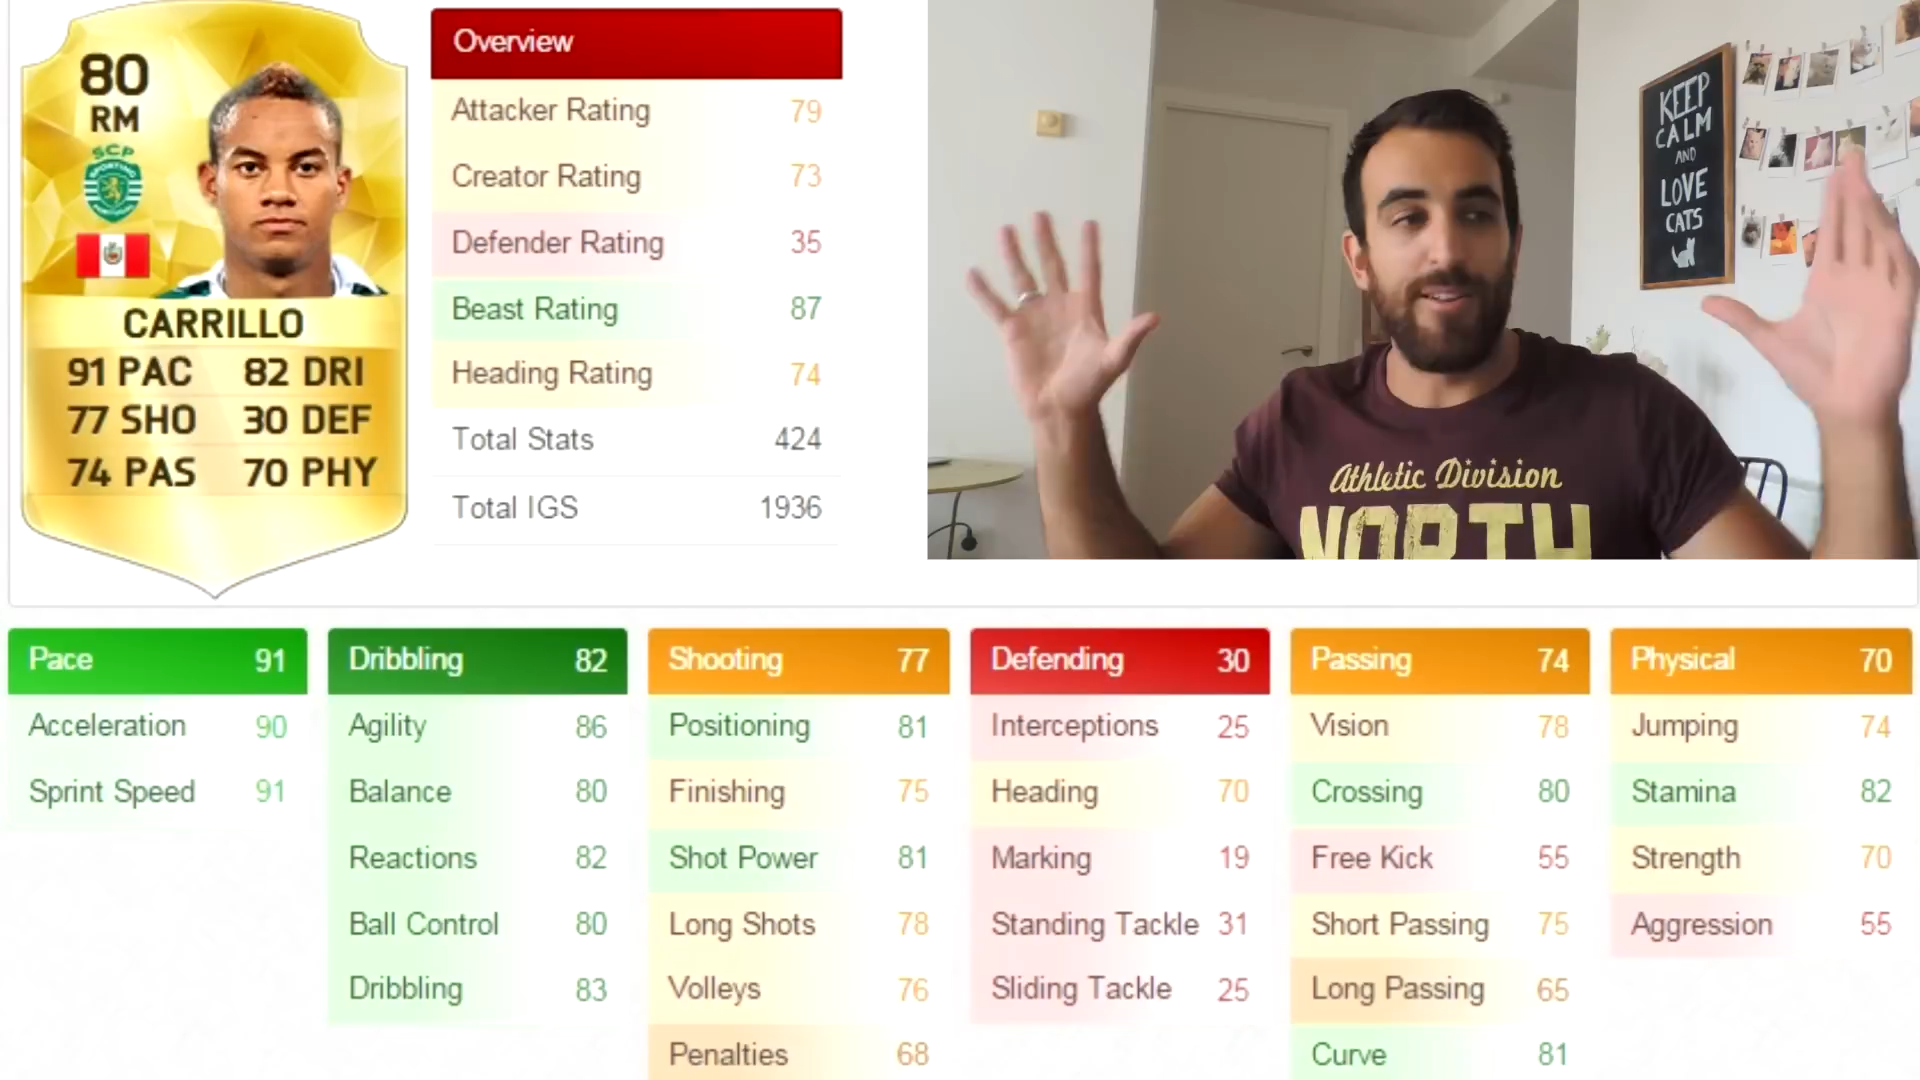 80
RM
SCP
SPORTING
PORTUGAL
CARRILLO
91 PAC 82 DRI
77 SHO 30 DEF
74 PAS 70 PHY
Overview
Attacker Rating 79
Creator Rating 73
Defender Rating 35
Beast Rating 87
Heading Rating 74
Total Stats 424
Total IGS 1936
KEEP
CALM
AND
LOVE
CATS
Athletic Division
NORTH
Pace 91
Acceleration 90
Sprint Speed 91
Dribbling 82
Agility 86
Balance 80
Reactions 82
Ball Control 80
Dribbling 83
Shooting 77
Positioning 81
Finishing 75
Shot Power 81
Long Shots 78
Volleys 76
Penalties 68
Defending 30
Interceptions 25
Heading 70
Marking 19
Standing Tackle 31
Sliding Tackle 25
Passing 74
Vision 78
Crossing 80
Free Kick 55
Short Passing 75
Long Passing 65
Curve 81
Physical 70
Jumping 74
Stamina 82
Strength 70
Aggression 55